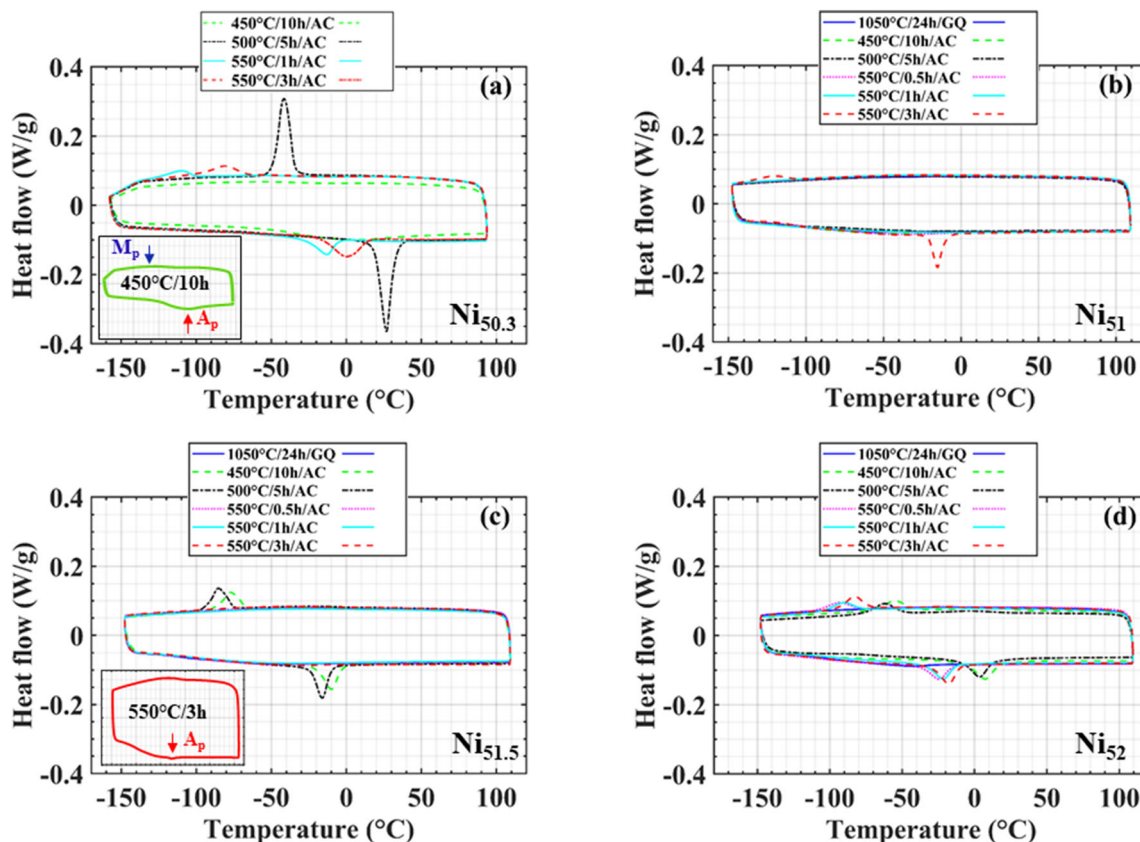 450°C/10h/AC
500°C/5h/AC
550°C/1h/AC
550°C/3h/AC
(a)
Heat flow (W/g)
0.4
0.2
0
-0.2
-0.4
Mp
450°C/10h
Ap
Ni50.3
-150 -100 -50 0 50 100
Temperature (°C)
1050°C/24h/GQ
450°C/10h/AC
500°C/5h/AC
550°C/0.5h/AC
550°C/1h/AC
550°C/3h/AC
(b)
Heat flow (W/g)
0.4
0.2
0
-0.2
-0.4
Ni51
-150 -100 -50 0 50 100
Temperature (°C)
1050°C/24h/GQ
450°C/10h/AC
500°C/5h/AC
550°C/0.5h/AC
550°C/1h/AC
550°C/3h/AC
(c)
Heat flow (W/g)
0.4
0.2
0
-0.2
-0.4
550°C/3h
Ap
Ni51.5
-150 -100 -50 0 50 100
Temperature (°C)
1050°C/24h/GQ
450°C/10h/AC
500°C/5h/AC
550°C/0.5h/AC
550°C/1h/AC
550°C/3h/AC
(d)
Heat flow (W/g)
0.4
0.2
0
-0.2
-0.4
Ni52
-150 -100 -50 0 50 100
Temperature (°C)